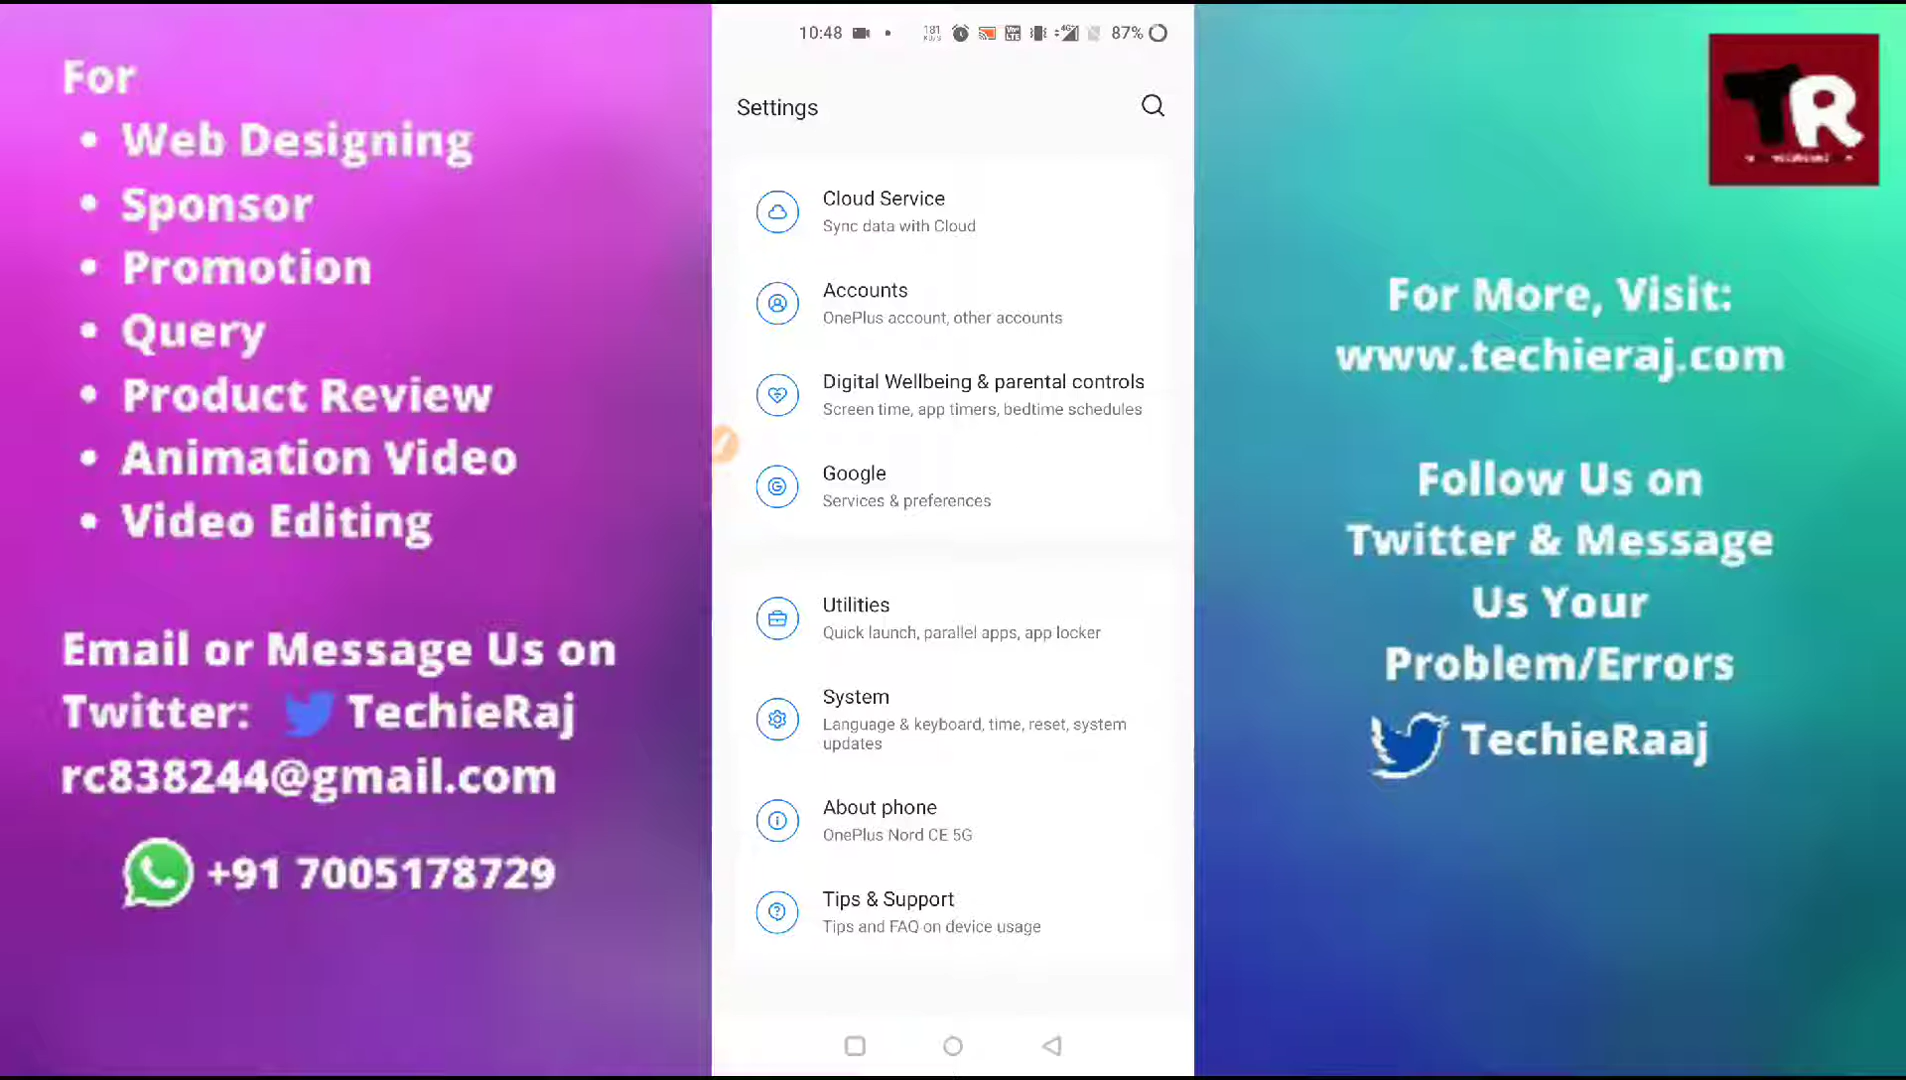 For
• Web Designing
• Sponsor
• Promotion
• Query
• Product Review
• Animation Video
• Video Editing
Email or Message Us on
Twitter: TechieRaj
rc838244@gmail.com
+91 7005178729
10:48
181
87%
Settings
Cloud Service
Sync data with Cloud
Accounts
OnePlus account, other accounts
Digital Wellbeing & parental controls
Screen time, app timers, bedtime schedules
Google
Services & preferences
Utilities
Quick launch, parallel apps, app locker
System
Language & keyboard, time, reset, system
updates
About phone
OnePlus Nord CE 5G
Tips & Support
Tips and FAQ on device usage
TR
For More, Visit:
www.techieraj.com
Follow Us on
Twitter & Message
Us Your
Problem/Errors
TechieRaaj